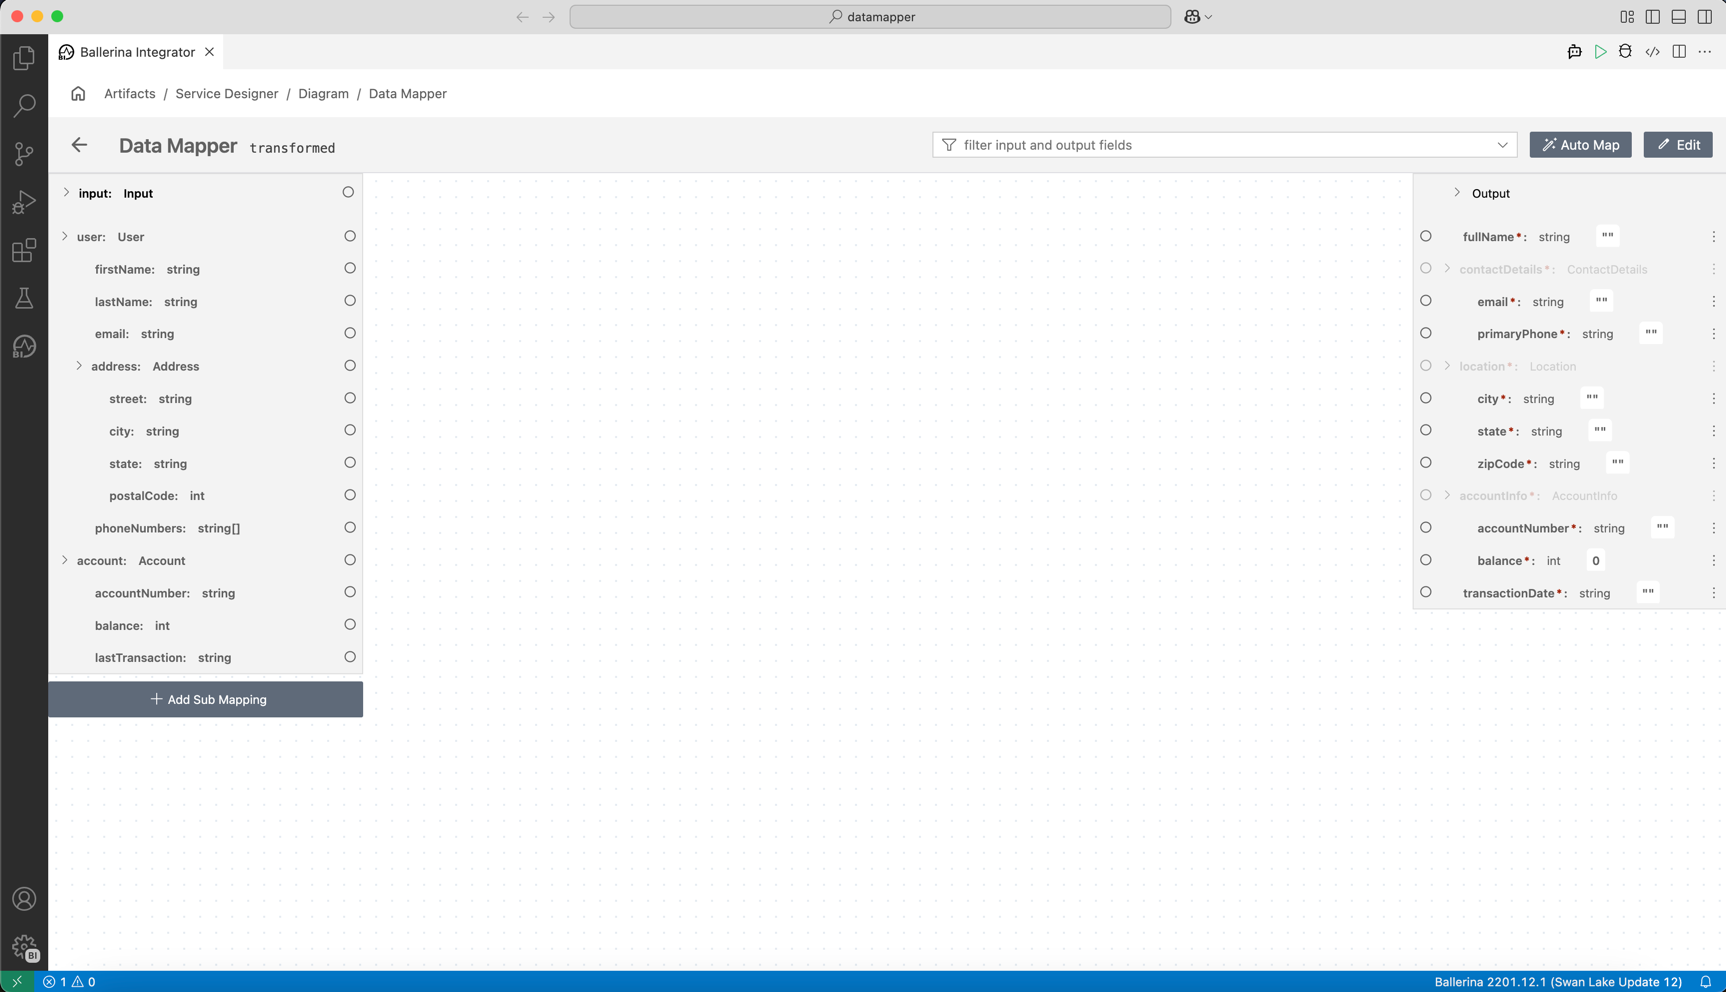 datamapper
Ballerina Integrator
Artifacts / Service Designer / Diagram / Data Mapper
Data Mapper transformed
filter input and output fields
Auto Map
Edit
input: Input
user: User
firstName: string
lastName: string
email: string
address: Address
street: string
city: string
state: string
postalCode: int
phoneNumbers: string[]
account: Account
accountNumber: string
balance: int
lastTransaction: string
Add Sub Mapping
Output
fullName*: string ""
contactDetails*: ContactDetails
email*: string ""
primaryPhone*: string ""
location*: Location
city*: string ""
state*: string ""
zipCode*: string ""
accountInfo*: AccountInfo
accountNumber*: string ""
balance*: int 0
transactionDate*: string ""
BI
BI
1 0
Ballerina 2201.12.1 (Swan Lake Update 12)